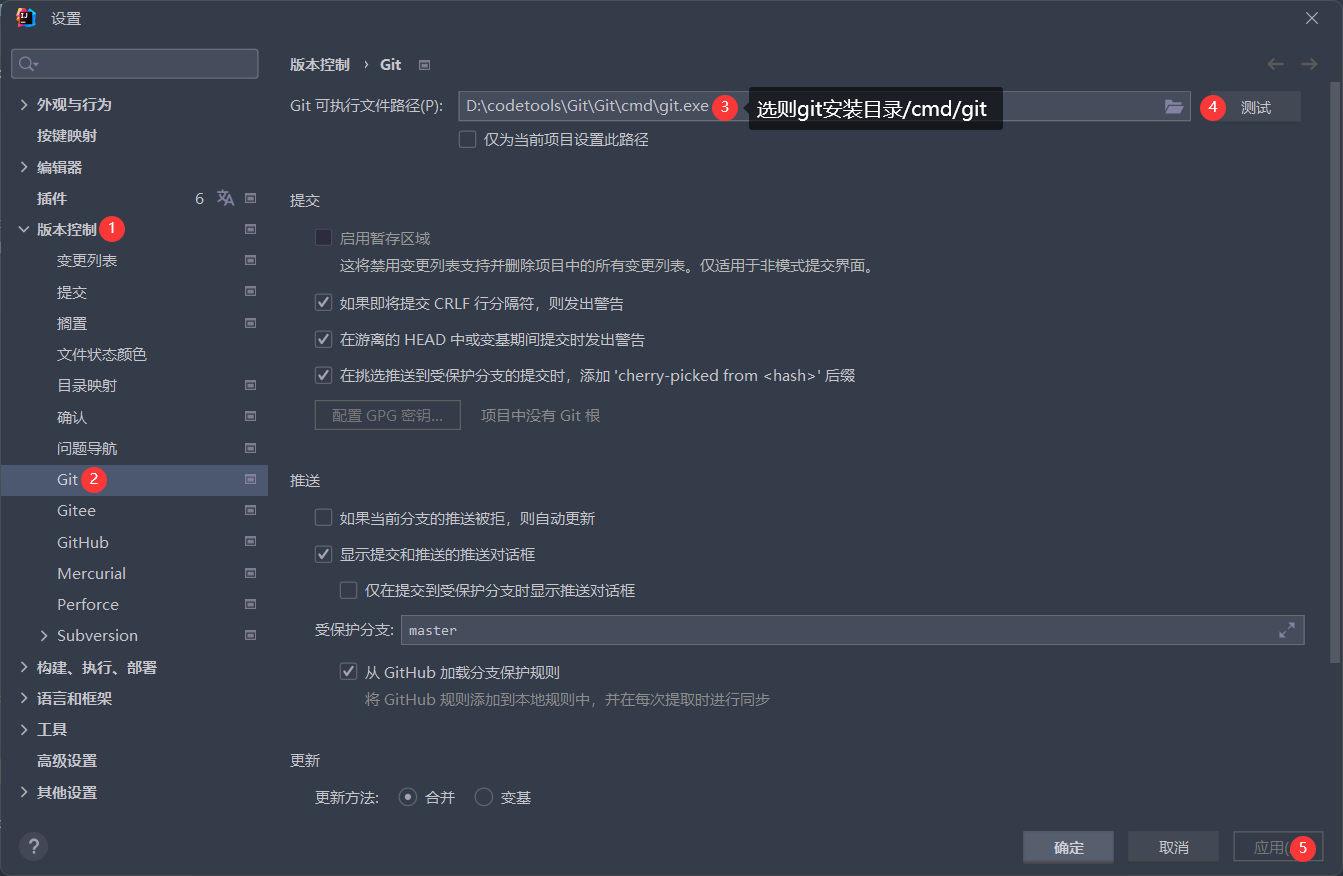 设置
版本控制 › Git
外观与行为
按键映射
编辑器
插件 6
版本控制 1
变更列表
提交
搁置
文件状态颜色
目录映射
确认
问题导航
Git 2
Gitee
GitHub
Mercurial
Perforce
Subversion
构建、执行、部署
语言和框架
工具
高级设置
其他设置
Git 可执行文件路径(P): D:\codetools\Git\Git\cmd\git.exe 3 选则git安装目录/cmd/git 4 测试
仅为当前项目设置此路径
提交
启用暂存区域
这将禁用变更列表支持并删除项目中的所有变更列表。仅适用于非模式提交界面。
如果即将提交 CRLF 行分隔符，则发出警告
在游离的 HEAD 中或变基期间提交时发出警告
在挑选推送到受保护分支的提交时，添加 'cherry-picked from <hash>' 后缀
配置 GPG 密钥... 项目中没有 Git 根
推送
如果当前分支的推送被拒，则自动更新
显示提交和推送的推送对话框
仅在提交到受保护分支时显示推送对话框
受保护分支: master
从 GitHub 加载分支保护规则
将 GitHub 规则添加到本地规则中，并在每次提取时进行同步
更新
更新方法: 合并 变基
? 确定 取消 应用( 5